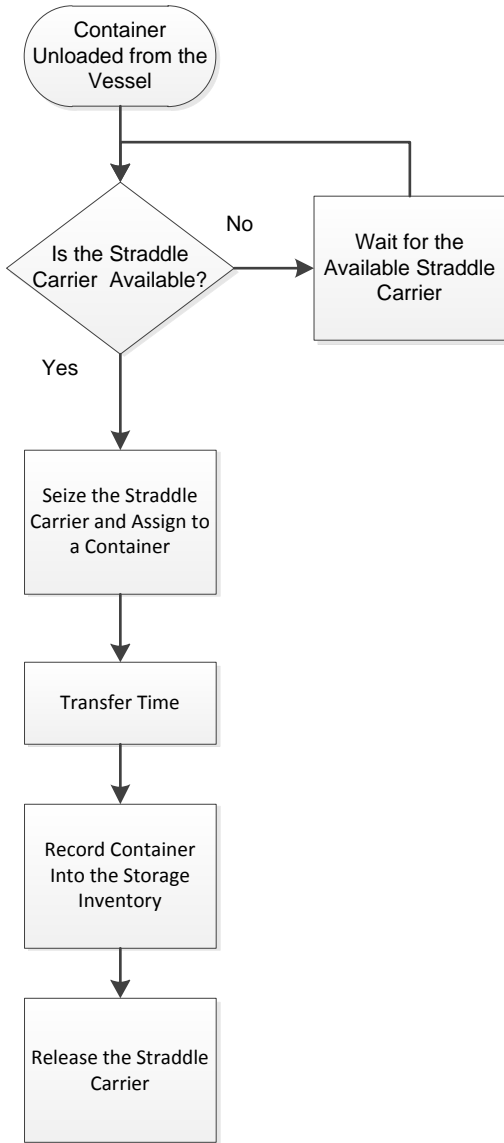 Container
Unloaded from the
Vessel
Is the Straddle
Carrier Available?
No
Wait for the
Available Straddle
Carrier
Yes
Seize the Straddle
Carrier and Assign to
a Container
Transfer Time
Record Container
Into the Storage
Inventory
Release the Straddle
Carrier